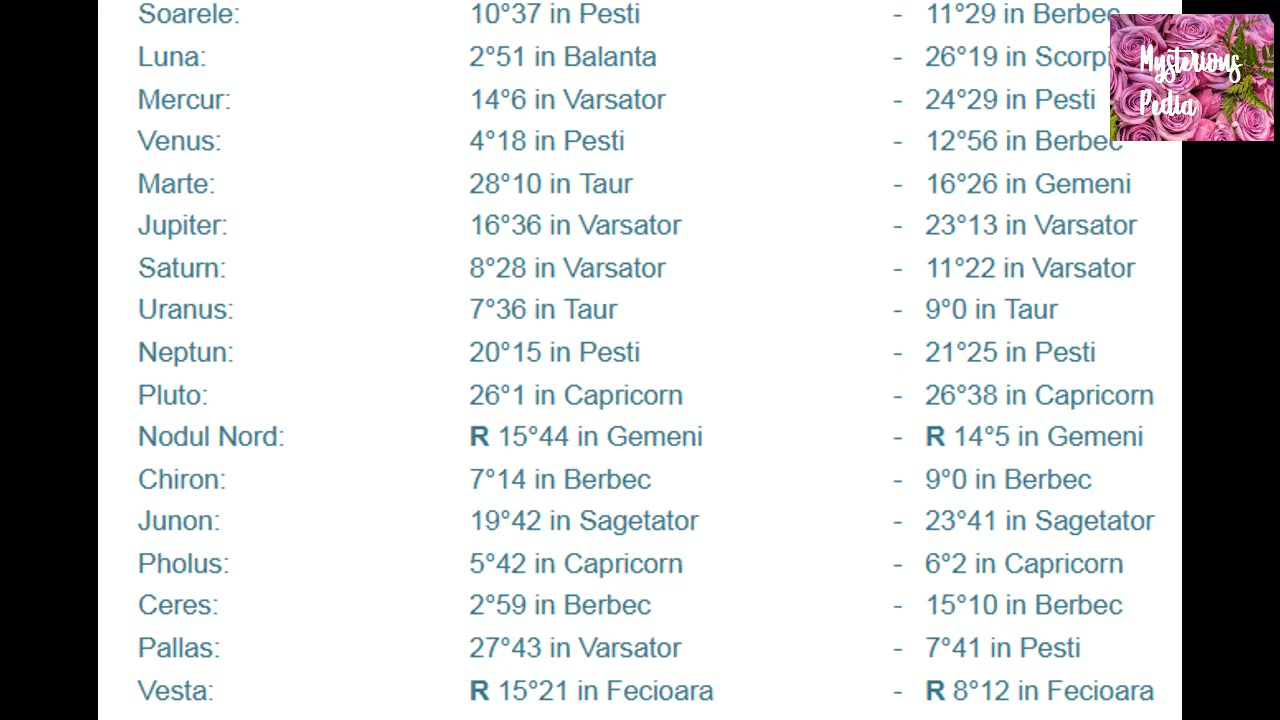 Soarele: 10°37 in Pesti - 11°29 in Berbec
Luna: 2°51 in Balanta - 26°19 in Scorpi
Mercur: 14°6 in Varsator - 24°29 in Pesti
Venus: 4°18 in Pesti - 12°56 in Berbec
Marte: 28°10 in Taur - 16°26 in Gemeni
Jupiter: 16°36 in Varsator - 23°13 in Varsator
Saturn: 8°28 in Varsator - 11°22 in Varsator
Uranus: 7°36 in Taur - 9°0 in Taur
Neptun: 20°15 in Pesti - 21°25 in Pesti
Pluto: 26°1 in Capricorn - 26°38 in Capricorn
Nodul Nord: R 15°44 in Gemeni - R 14°5 in Gemeni
Chiron: 7°14 in Berbec - 9°0 in Berbec
Junon: 19°42 in Sagetator - 23°41 in Sagetator
Pholus: 5°42 in Capricorn - 6°2 in Capricorn
Ceres: 2°59 in Berbec - 15°10 in Berbec
Pallas: 27°43 in Varsator - 7°41 in Pesti
Vesta: R 15°21 in Fecioara - R 8°12 in Fecioara
Mysterious
Pedia